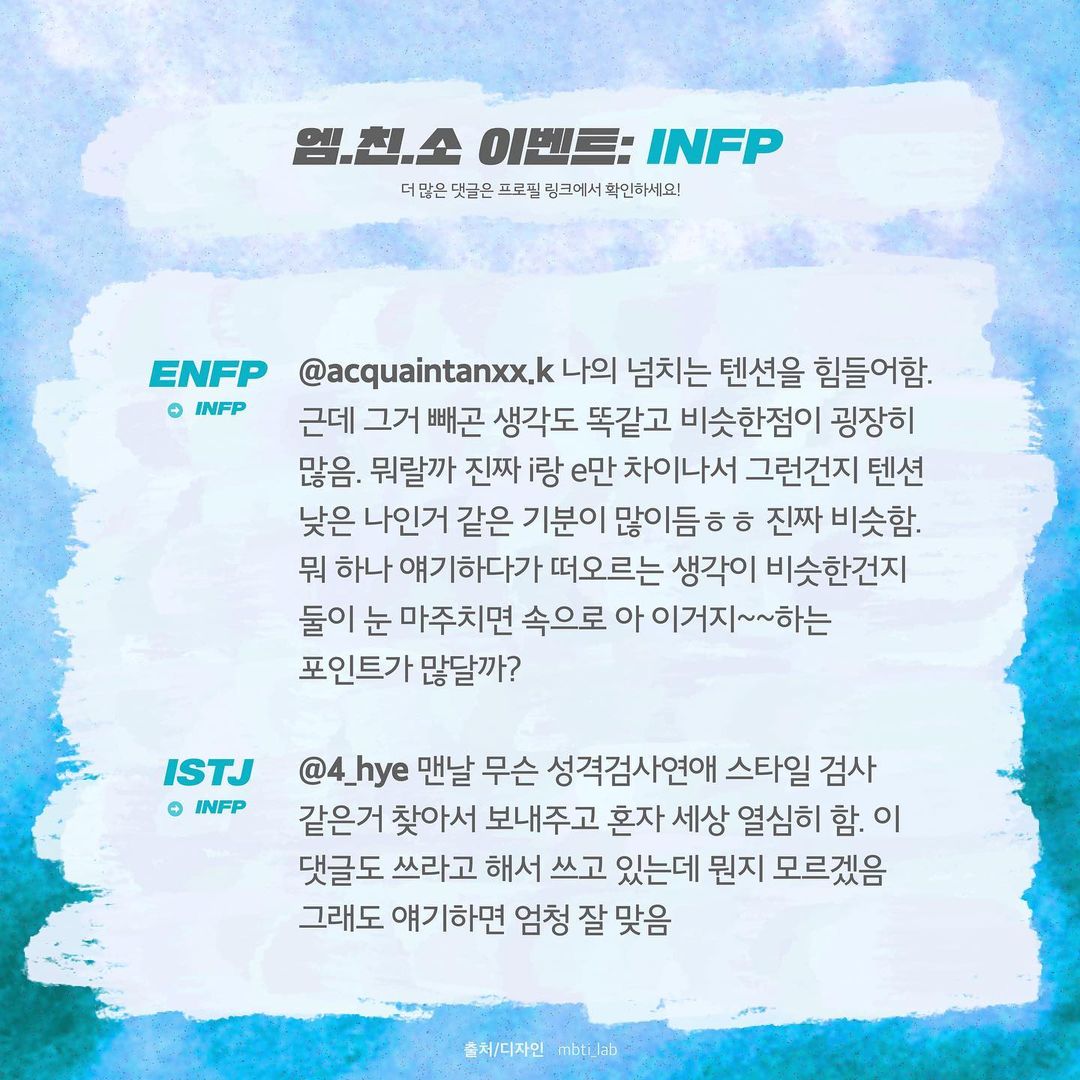 엠.친.소 이벤트: INFP
더 많은 댓글은 프로필 링크에서 확인하세요!
ENFP
➲ INFP
@acquaintanxx.k 나의 넘치는 텐션을 힘들어함.
근데 그거 빼곤 생각도 똑같고 비슷한점이 굉장히
많음. 뭐랄까 진짜 i랑 e만 차이나서 그런건지 텐션
낮은 나인거 같은 기분이 많이듬ㅎㅎ 진짜 비슷함.
뭐 하나 얘기하다가 떠오르는 생각이 비슷한건지
둘이 눈 마주치면 속으로 아 이거지~~하는
포인트가 많달까?
ISTJ
➲ INFP
@4_hye 맨날 무슨 성격검사연애 스타일 검사
같은거 찾아서 보내주고 혼자 세상 열심히 함. 이
댓글도 쓰라고 해서 쓰고 있는데 뭔지 모르겠음
그래도 얘기하면 엄청 잘 맞음
출처/디자인 mbti_lab